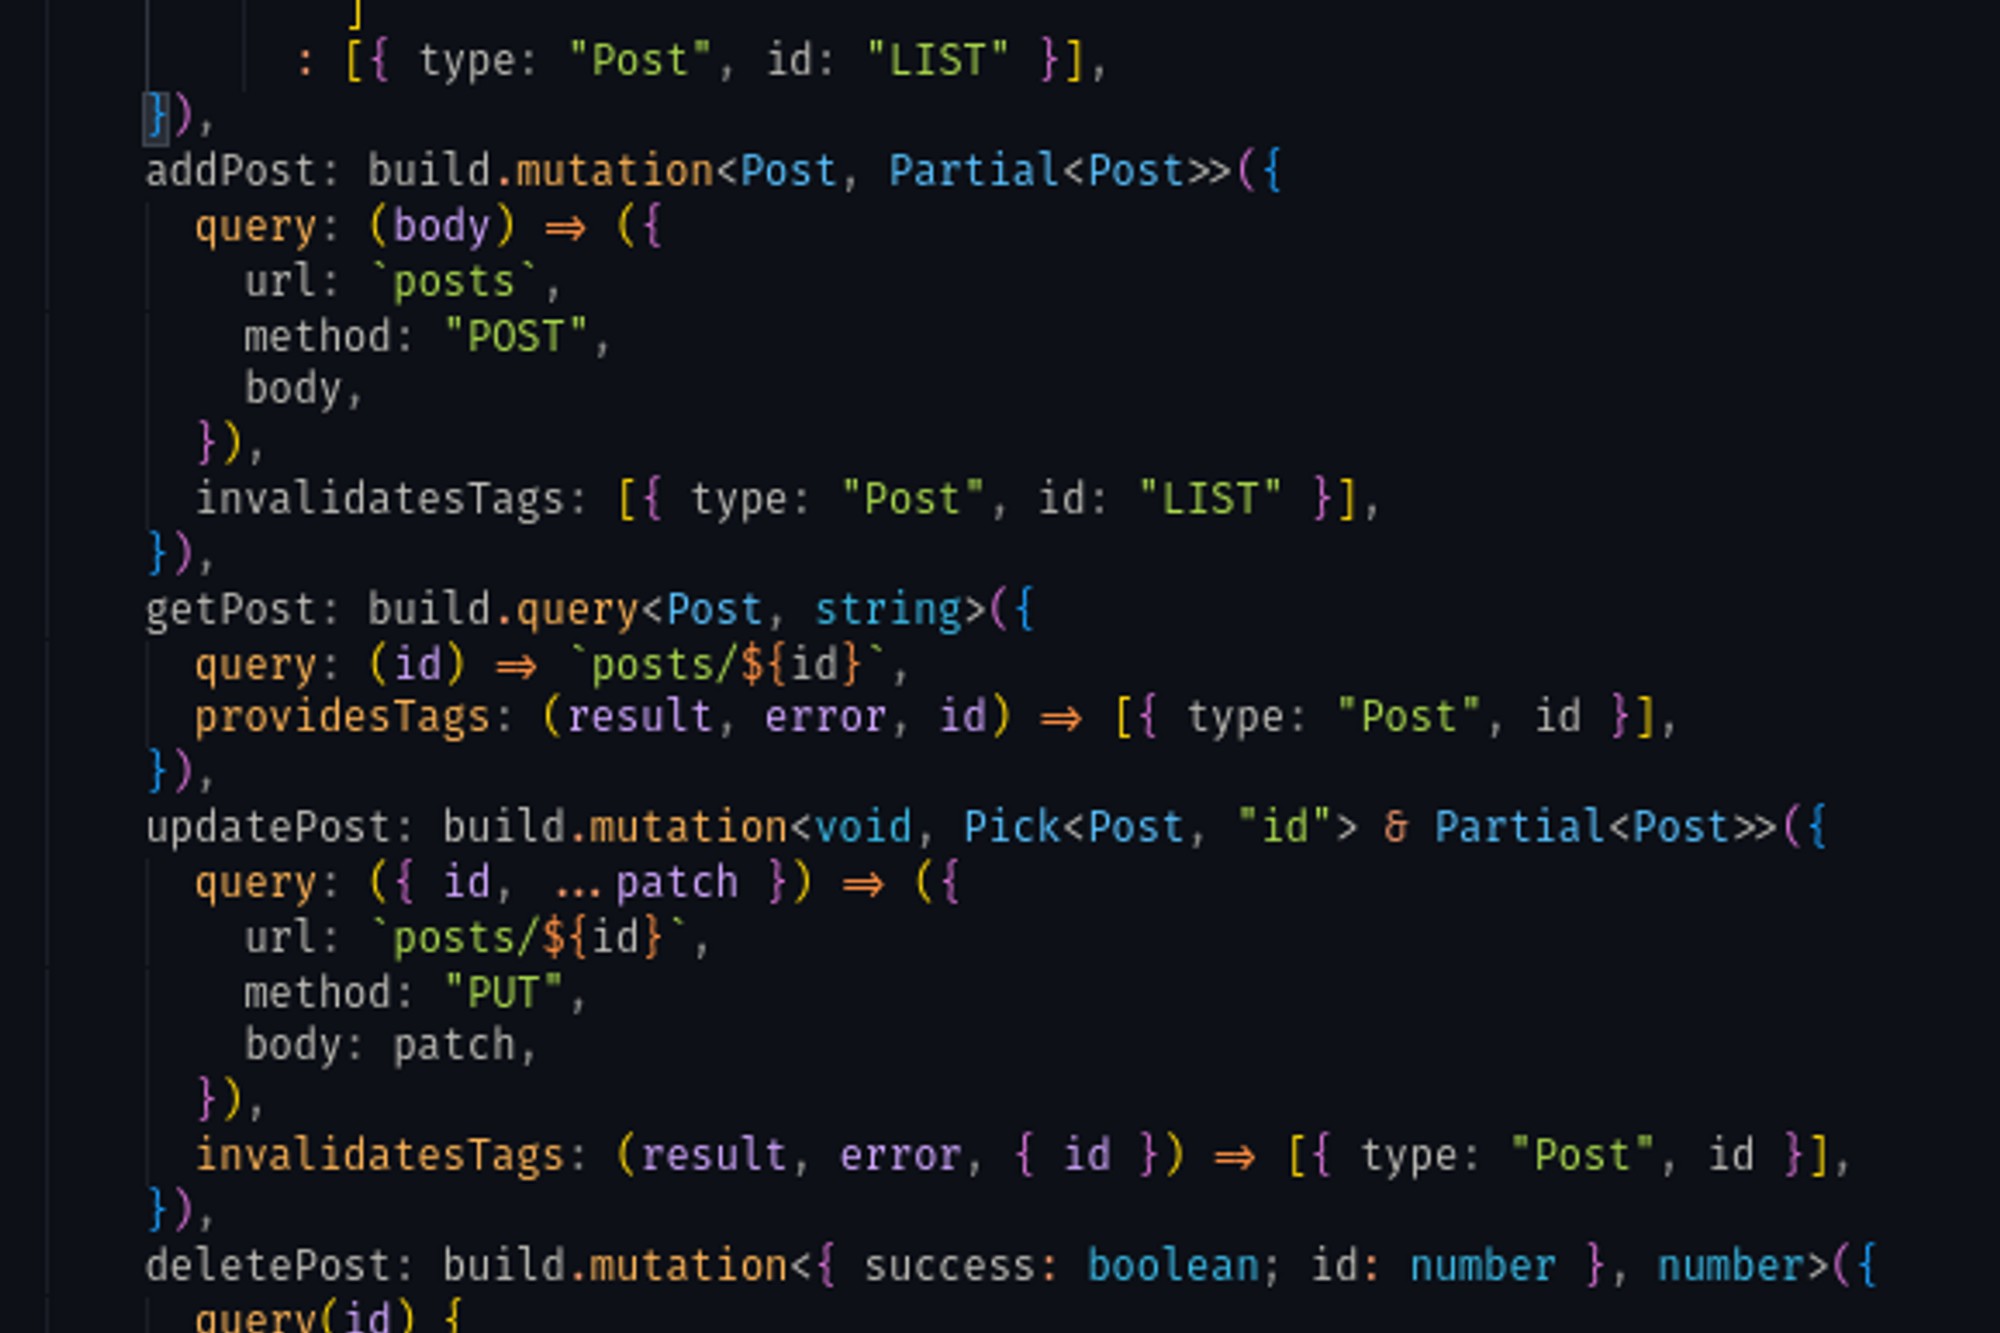 ]
: [{ type: "Post", id: "LIST" }],
}),
addPost: build.mutation<Post, Partial<Post>>({
query: (body) => ({
url: `posts`,
method: "POST",
body,
}),
invalidatesTags: [{ type: "Post", id: "LIST" }],
}),
getPost: build.query<Post, string>({
query: (id) => `posts/${id}`,
providesTags: (result, error, id) => [{ type: "Post", id }],
}),
updatePost: build.mutation<void, Pick<Post, "id"> & Partial<Post>>({
query: ({ id, ...patch }) => ({
url: `posts/${id}`,
method: "PUT",
body: patch,
}),
invalidatesTags: (result, error, { id }) => [{ type: "Post", id }],
}),
deletePost: build.mutation<{ success: boolean; id: number }, number>({
query(id) {